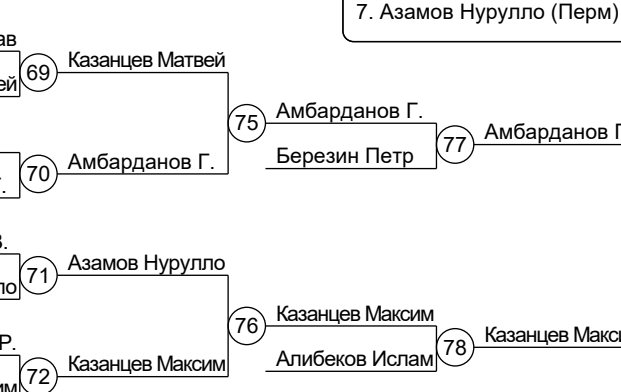 7. Азамов Нурулло (Перм)
69 Казанцев Матвей
75 Амбарданов Г.
77 Амбарданов
Березин Петр
70 Амбарданов Г.
71 Азамов Нурулло
76 Казанцев Максим
78 Казанцев
Алибеков Ислам
72 Казанцев Максим